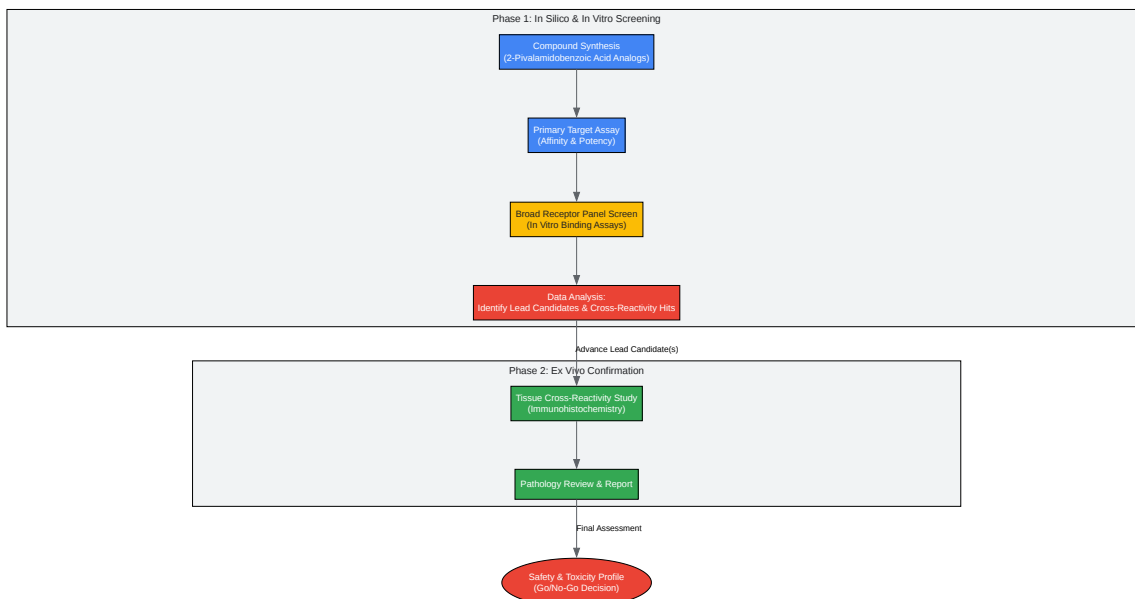 Phase 1: In Silico & In Vitro Screening
Compound Synthesis
(2-Pivalamidobenzoic Acid Analogs)
Primary Target Assay
(Affinity & Potency)
Broad Receptor Panel Screen
(In Vitro Binding Assays)
Data Analysis:
Identify Lead Candidates & Cross-Reactivity Hits
Advance Lead Candidate(s)
Phase 2: Ex Vivo Confirmation
Tissue Cross-Reactivity Study
(Immunohistochemistry)
Pathology Review & Report
Final Assessment
Safety & Toxicity Profile
(Go/No-Go Decision)